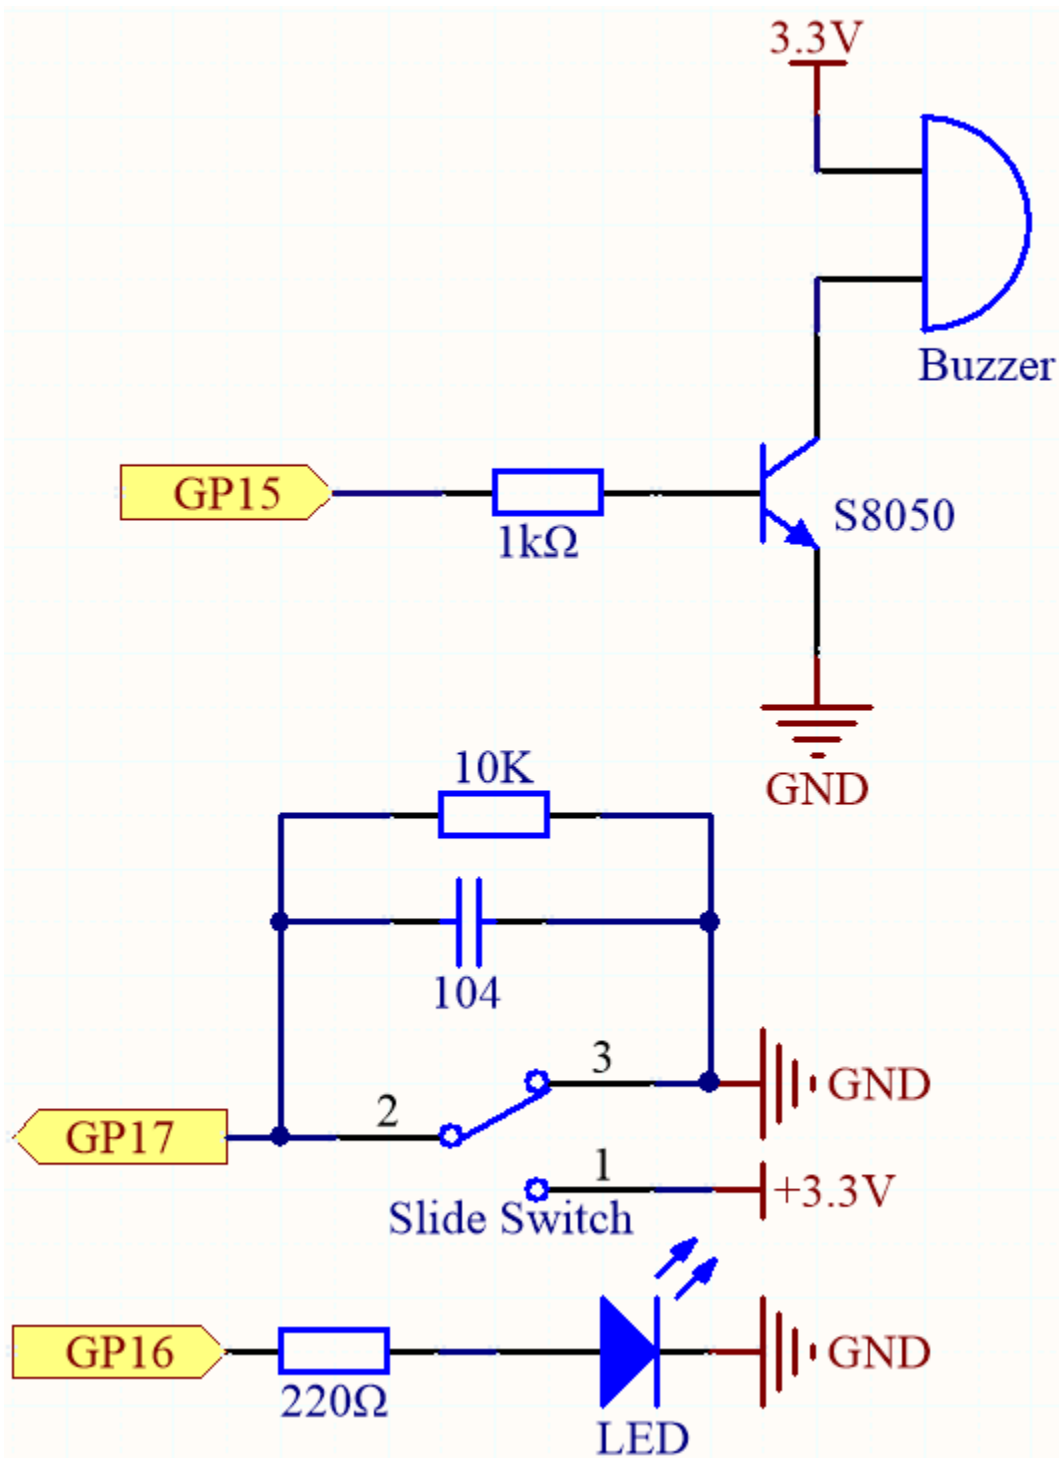 3.3V
Buzzer
GP15
1kΩ
S8050
GND
10K
104
3
GND
2
GP17
1
+3.3V
Slide Switch
GP16
220Ω
GND
LED